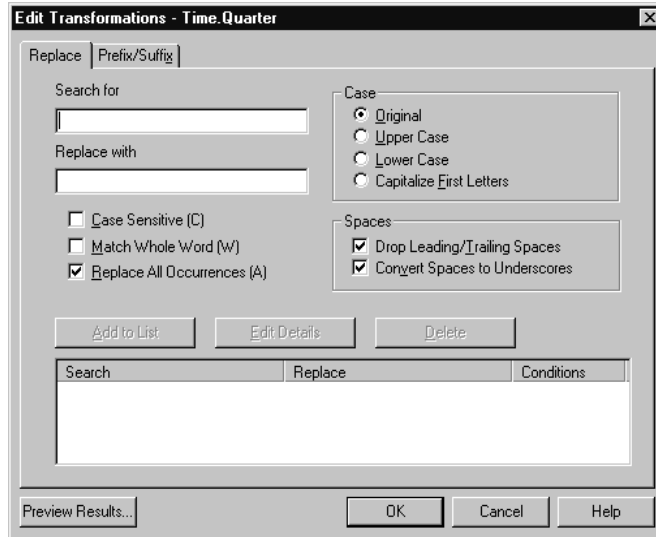 Edit Transformations - Time.Quarter
Replace
Prefix/Suffix
Search for
Replace with
Case Sensitive (C)
Match Whole Word (W)
Replace All Occurrences (A)
Case
Original
Upper Case
Lower Case
Capitalize First Letters
Spaces
Drop Leading/Trailing Spaces
Convert Spaces to Underscores
Add to List
Edit Details
Delete
Search
Replace
Conditions
Preview Results...
OK
Cancel
Help